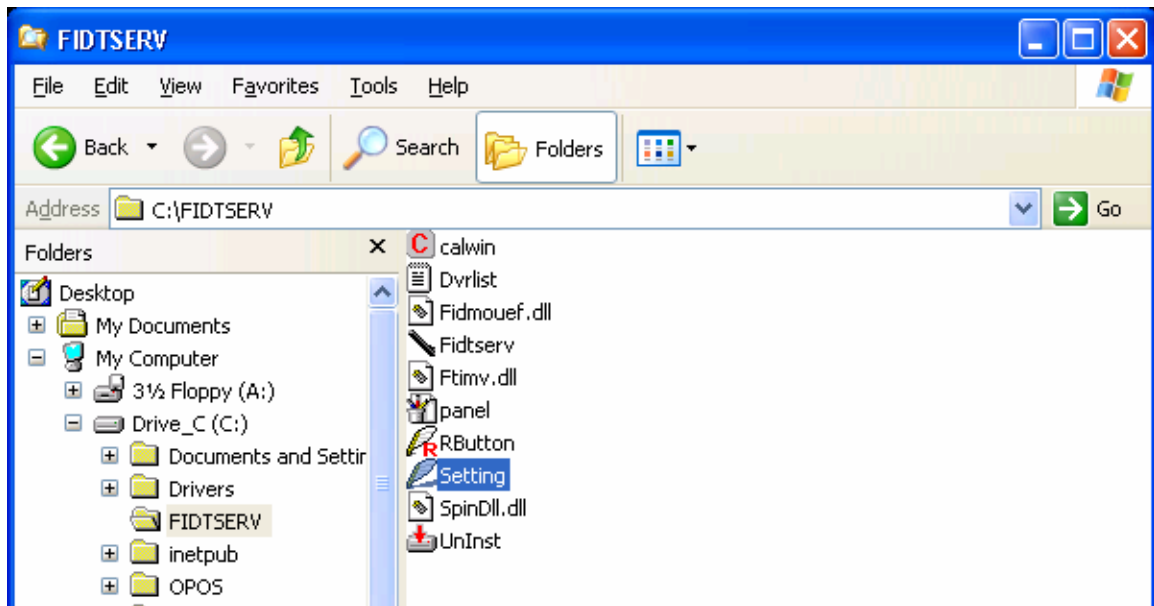 FIDTSERV
File Edit View Favorites Tools Help
Back Search Folders
Address C:\FIDTSERV Go
Folders
Desktop
My Documents
My Computer
3½ Floppy (A:)
Drive_C (C:)
Documents and Settir
Drivers
FIDTSERV
inetpub
OPOS
C calwin
Dvrlist
Fidmouef.dll
Fidtserv
Ftimv.dll
panel
R RButton
Setting
SpinDll.dll
UnInst